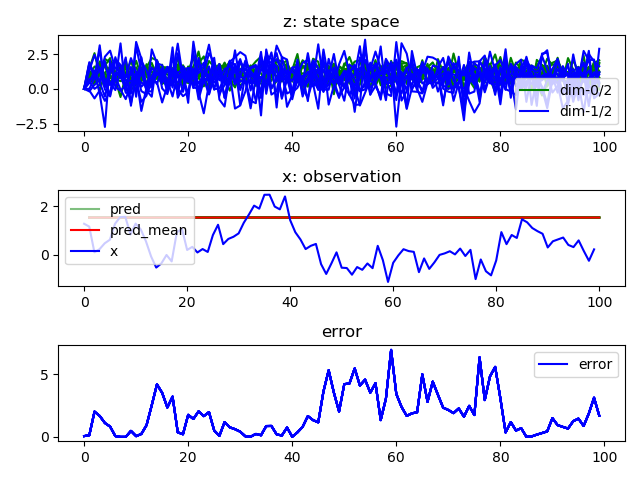 z: state space
2.5
0.0
−2.5
dim-0/2
dim-1/2
0
20
40
60
80
100
x: observation
2
0
pred
pred_mean
x
0
20
40
60
80
100
error
5
0
error
0
20
40
60
80
100